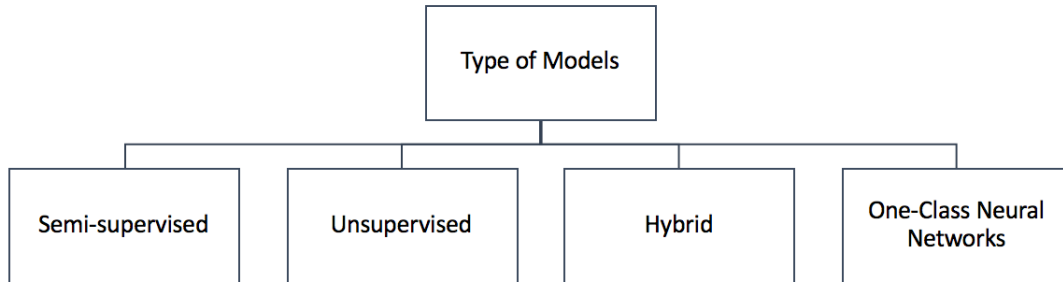 Type of Models
Semi-supervised
Unsupervised
Hybrid
One-Class Neural
Networks